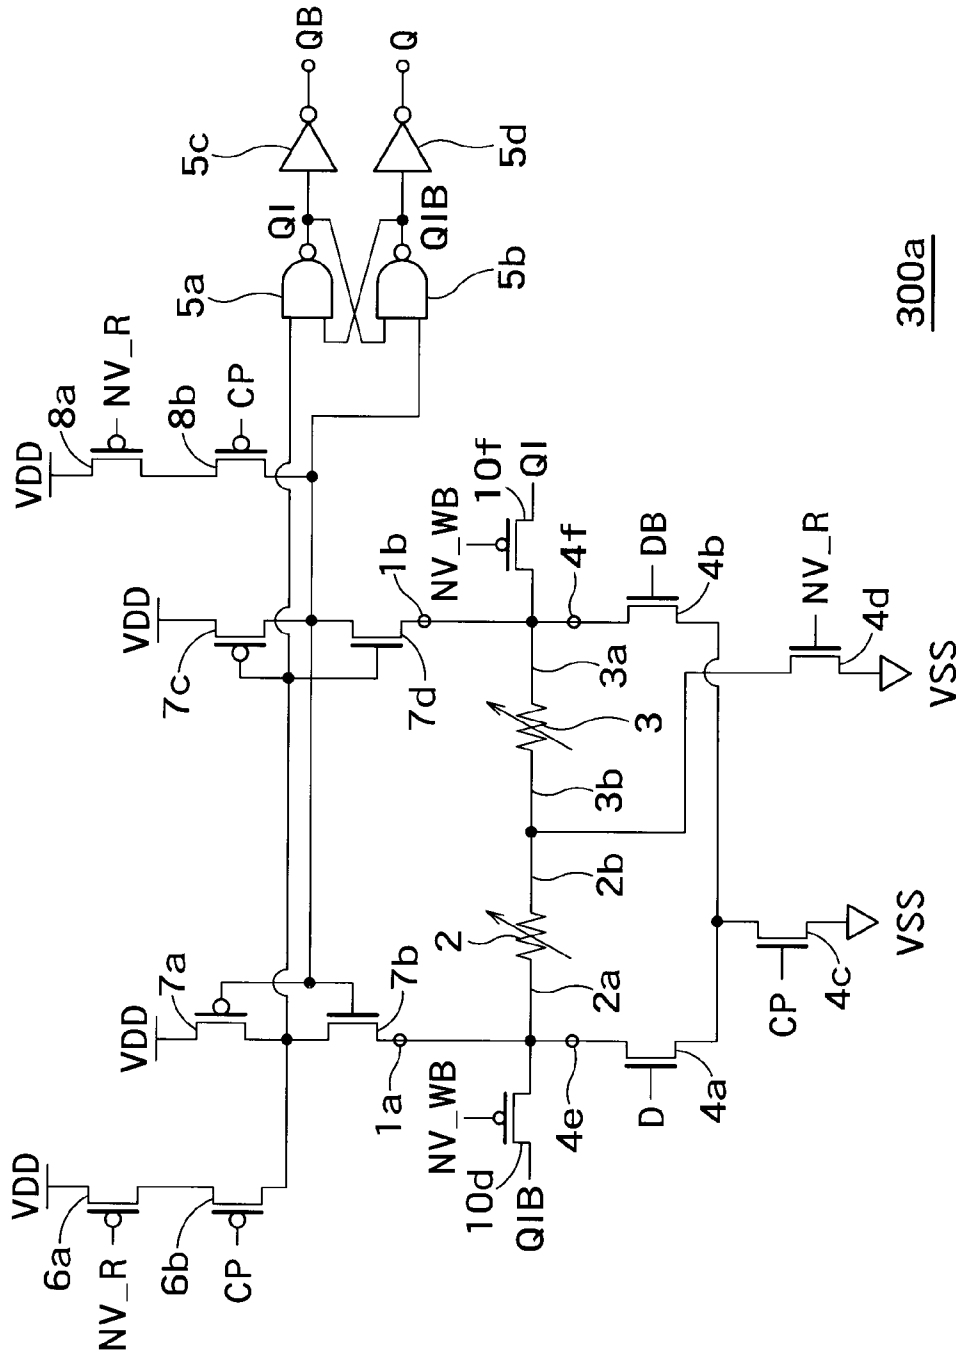 VDD
6a
NV_R
6b
CP
VDD
7a
7b
VDD
7c
7d
VDD
8a
NV_R
8b
CP
5a
5b
5c
5d
QI
QIB
QB
Q
1a
1b
NV_WB
10d
QIB
NV_WB
10f
QI
2a
2
2b
3b
3
3a
4e
4f
D
4a
DB
4b
CP
4c
VSS
NV_R
4d
VSS
300a